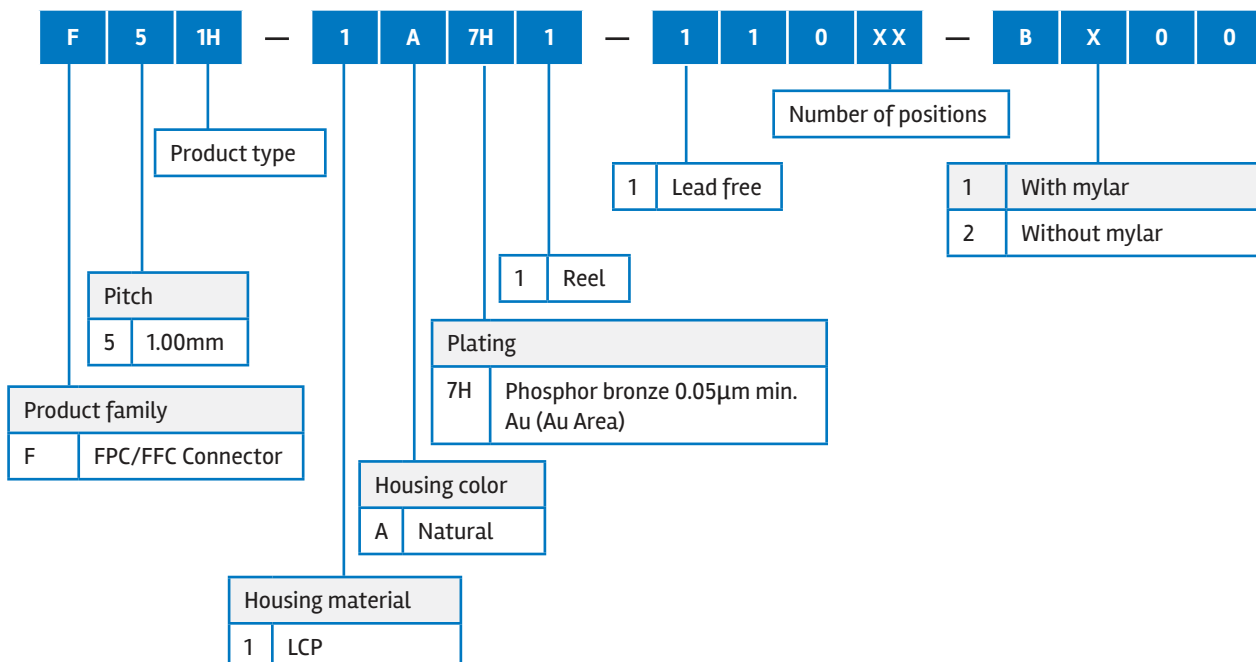 F 5 1H — 1 A 7H 1 — 1 1 0 XX — B X 0 0
Number of positions
Product type
1 Lead free
1 With mylar
2 Without mylar
1 Reel
Pitch
5 1.00mm
Plating
7H Phosphor bronze 0.05µm min.
Au (Au Area)
Product family
F FPC/FFC Connector
Housing color
A Natural
Housing material
1 LCP